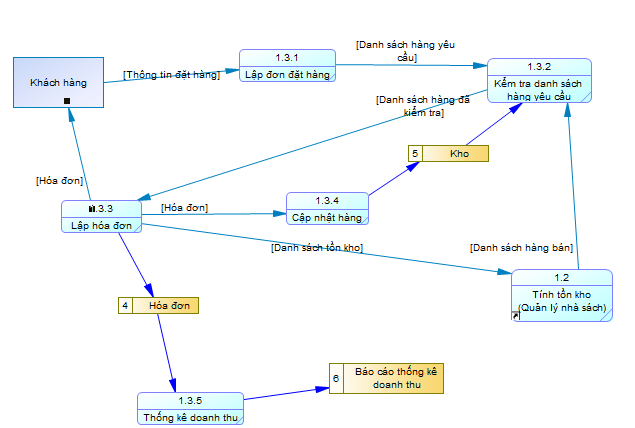 Khách hàng
[Thông tin đặt hàng]
1.3.1
Lập đơn đặt hàng
[Danh sách hàng yêu
cầu]
1.3.2
Kểm tra danh sách
hàng yêu cầu
[Danh sách hàng đã
kiểm tra]
5
Kho
[Hóa đơn]
1.3.3
Lập hóa đơn
[Hóa đơn]
1.3.4
Cập nhật hàng
[Danh sách tồn kho]
[Danh sách hàng bán]
1.2
Tính tồn kho
(Quản lý nhà sách)
4
Hóa đơn
1.3.5
Thống kê doanh thu
6
Báo cáo thống kê
doanh thu